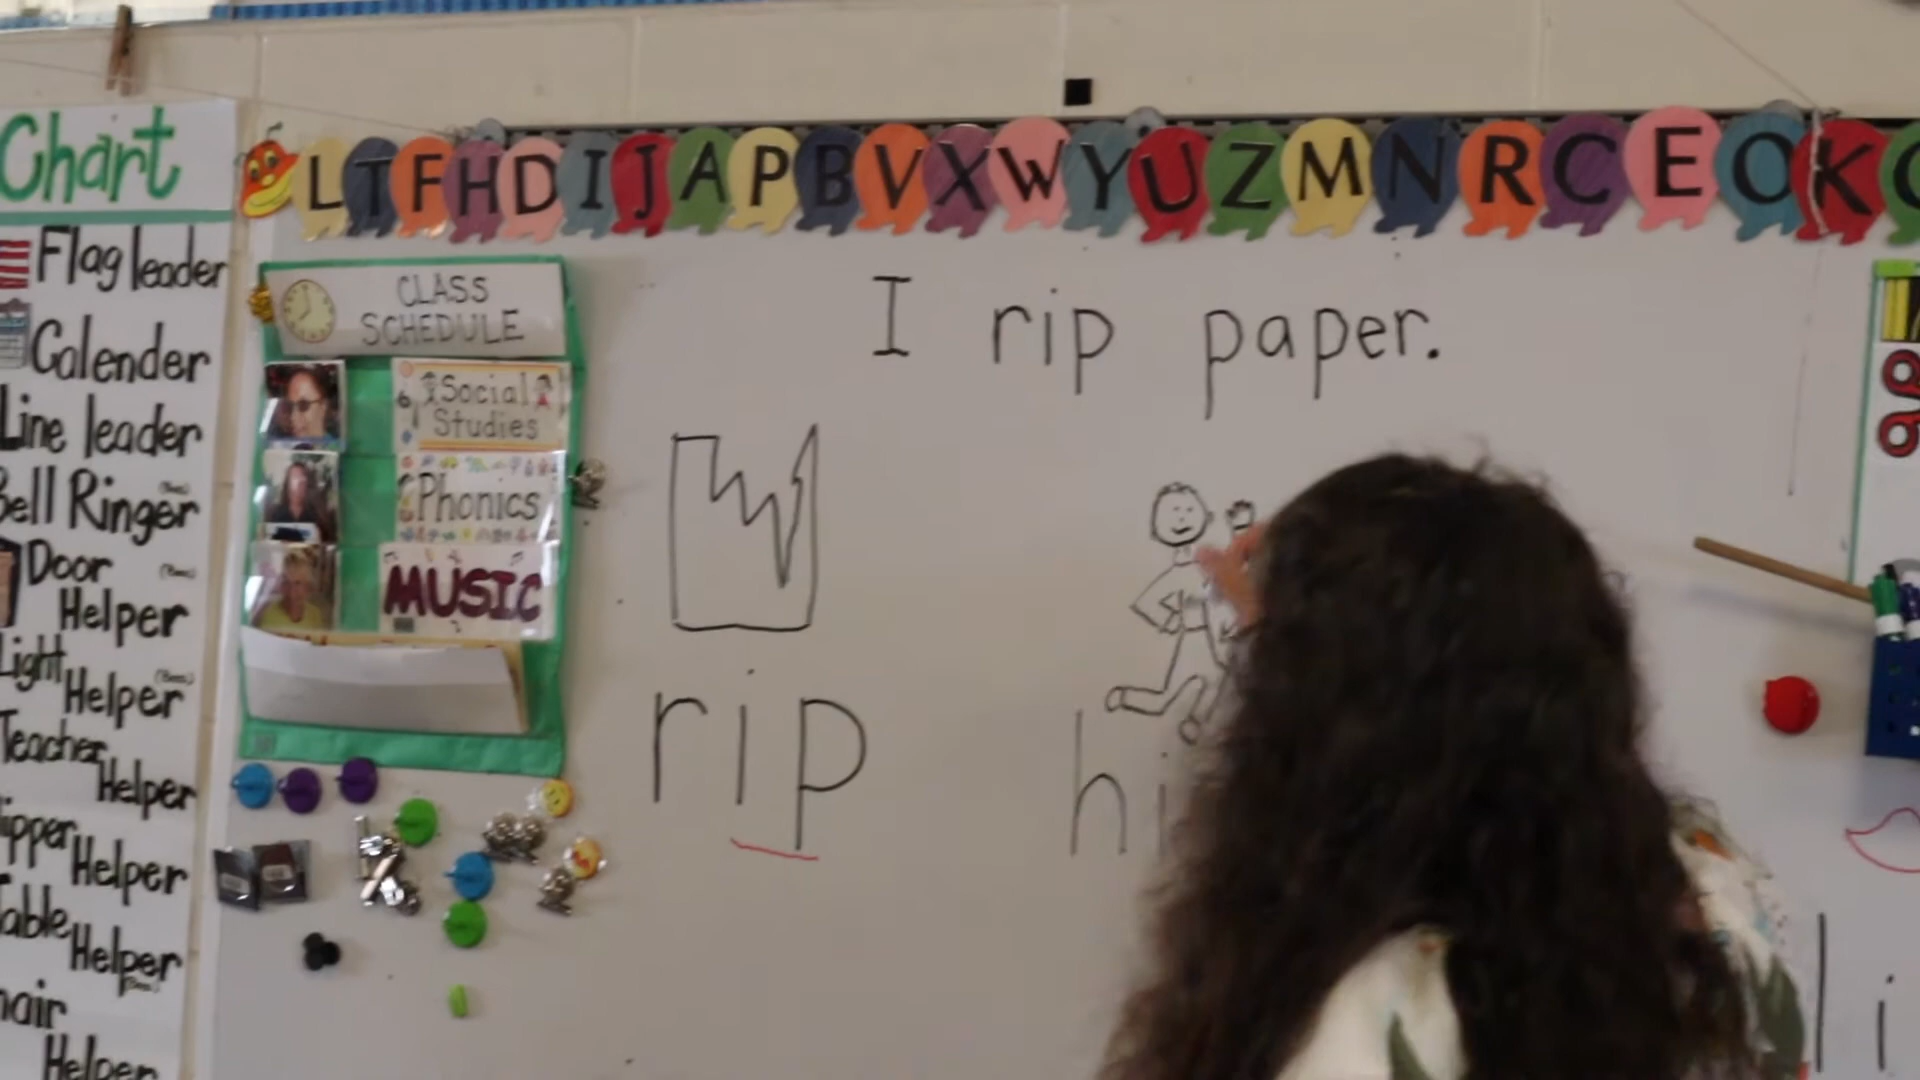 Chart
Flag leader
Calender
Line leader
Bell Ringer
Door
Helper
Light
Helper
Teacher
Helper
Helper
Table
Helper
Helper
L T F H D I J A P B V X W Y U Z M N R C E O K
CLASS
SCHEDULE
Social
Studies
Phonics
MUSIC
I rip paper.
rip